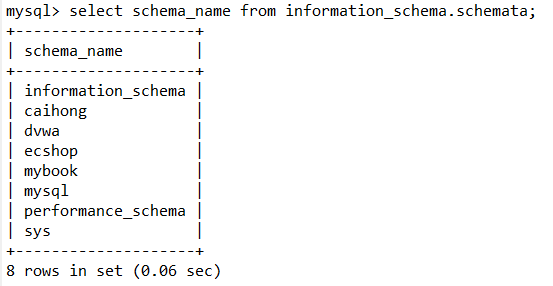 mysql> select schema_name from information_schema.schemata;
+--------------------+
| schema_name        |
+--------------------+
| information_schema |
| caihong            |
| dvwa               |
| ecshop             |
| mybook             |
| mysql              |
| performance_schema |
| sys                |
+--------------------+
8 rows in set (0.06 sec)